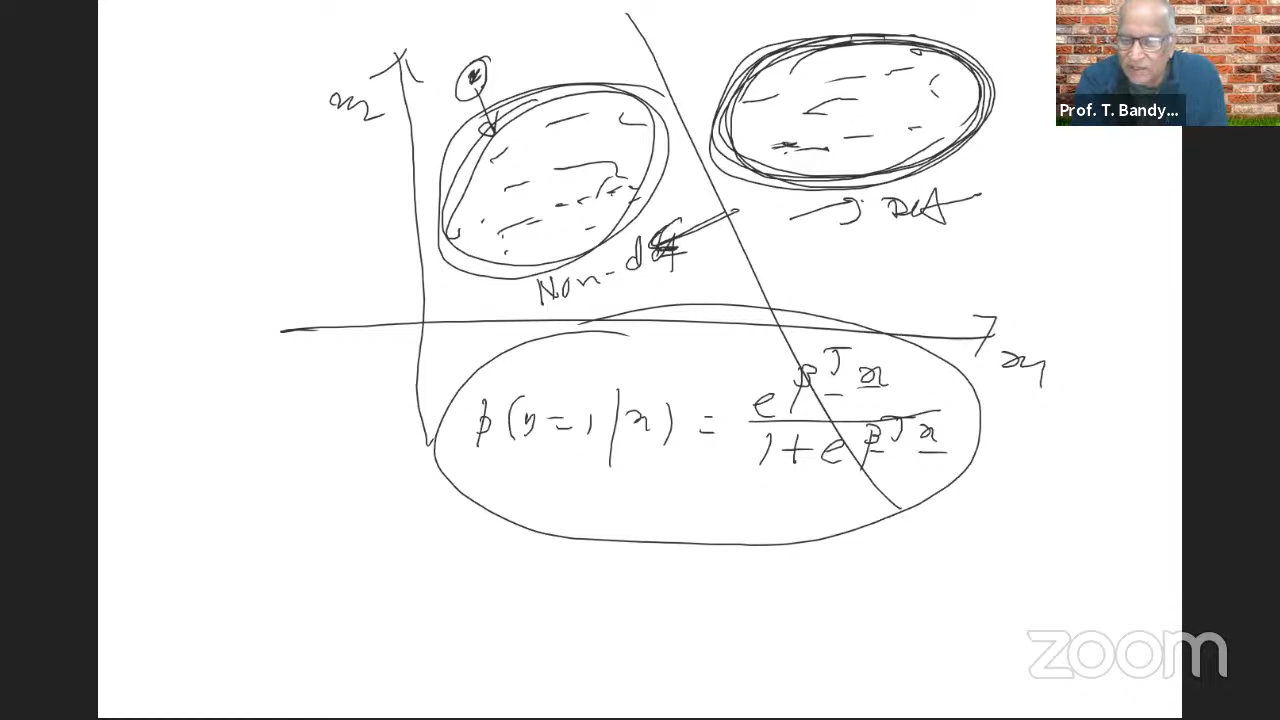 Prof. T. Bandy...
x2
Def
Non-def
x1
p(y=1|x) = e^{β^T x} / 1+e^{β^T x}
zoom